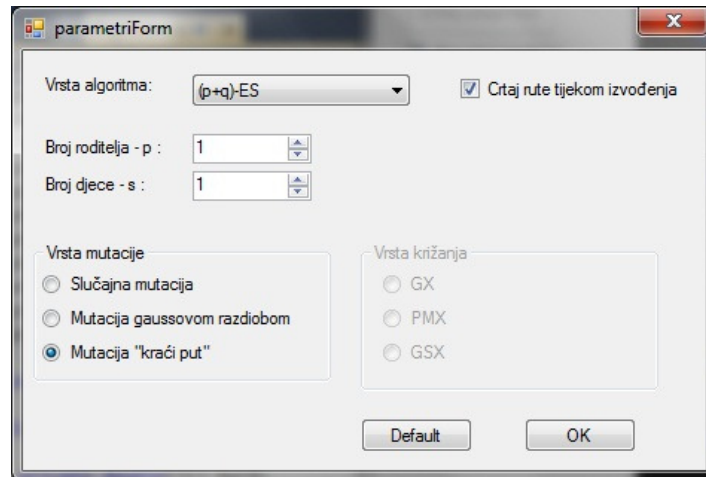 parametriForm
Vrsta algoritma:
(p+q)-ES
Crtaj rute tijekom izvođenja
Broj roditelja - p :
1
Broj djece - s :
1
Vrsta mutacije
Slučajna mutacija
Mutacija gaussovom razdiobom
Mutacija "kraći put"
Vrsta križanja
GX
PMX
GSX
Default
OK